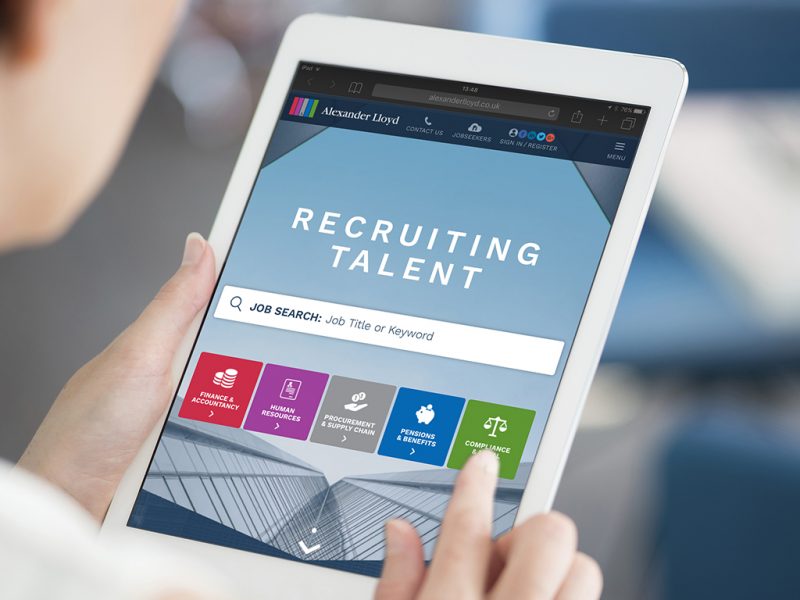 iPad
13:48
76%
alexanderlloyd.co.uk
Alexander Lloyd
CONTACT US
JOBSEEKERS
SIGN IN / REGISTER
MENU
RECRUITING
TALENT
JOB SEARCH: Job Title or Keyword
FINANCE &
ACCOUNTANCY
HUMAN
RESOURCES
PROCUREMENT
& SUPPLY CHAIN
PENSIONS
& BENEFITS
COMPLIANCE
&